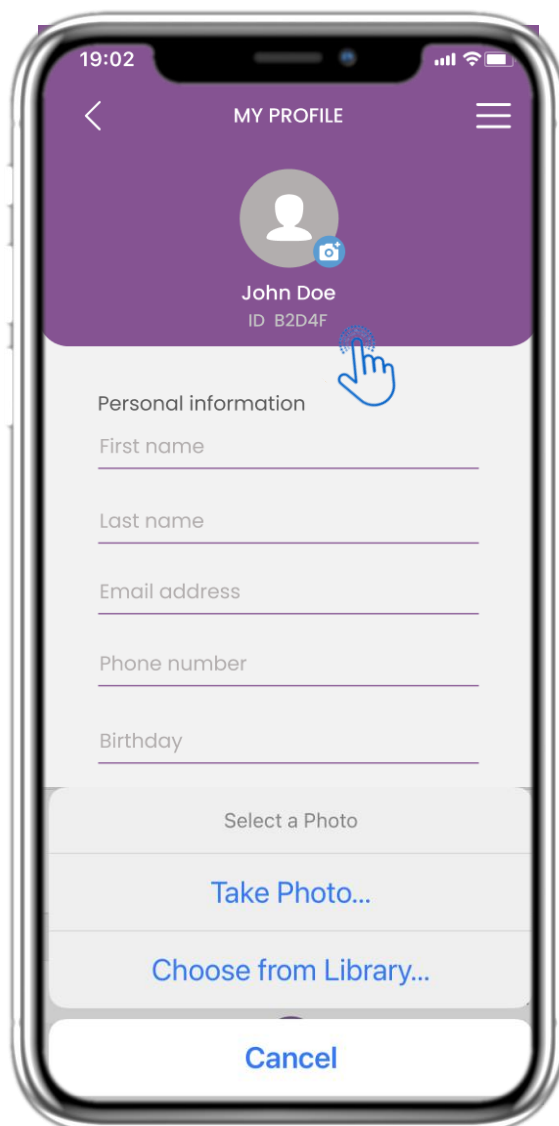 19:02
MY PROFILE
John Doe
ID B2D4F
Personal information
First name
Last name
Email address
Phone number
Birthday
Select a Photo
Take Photo...
Choose from Library...
Cancel